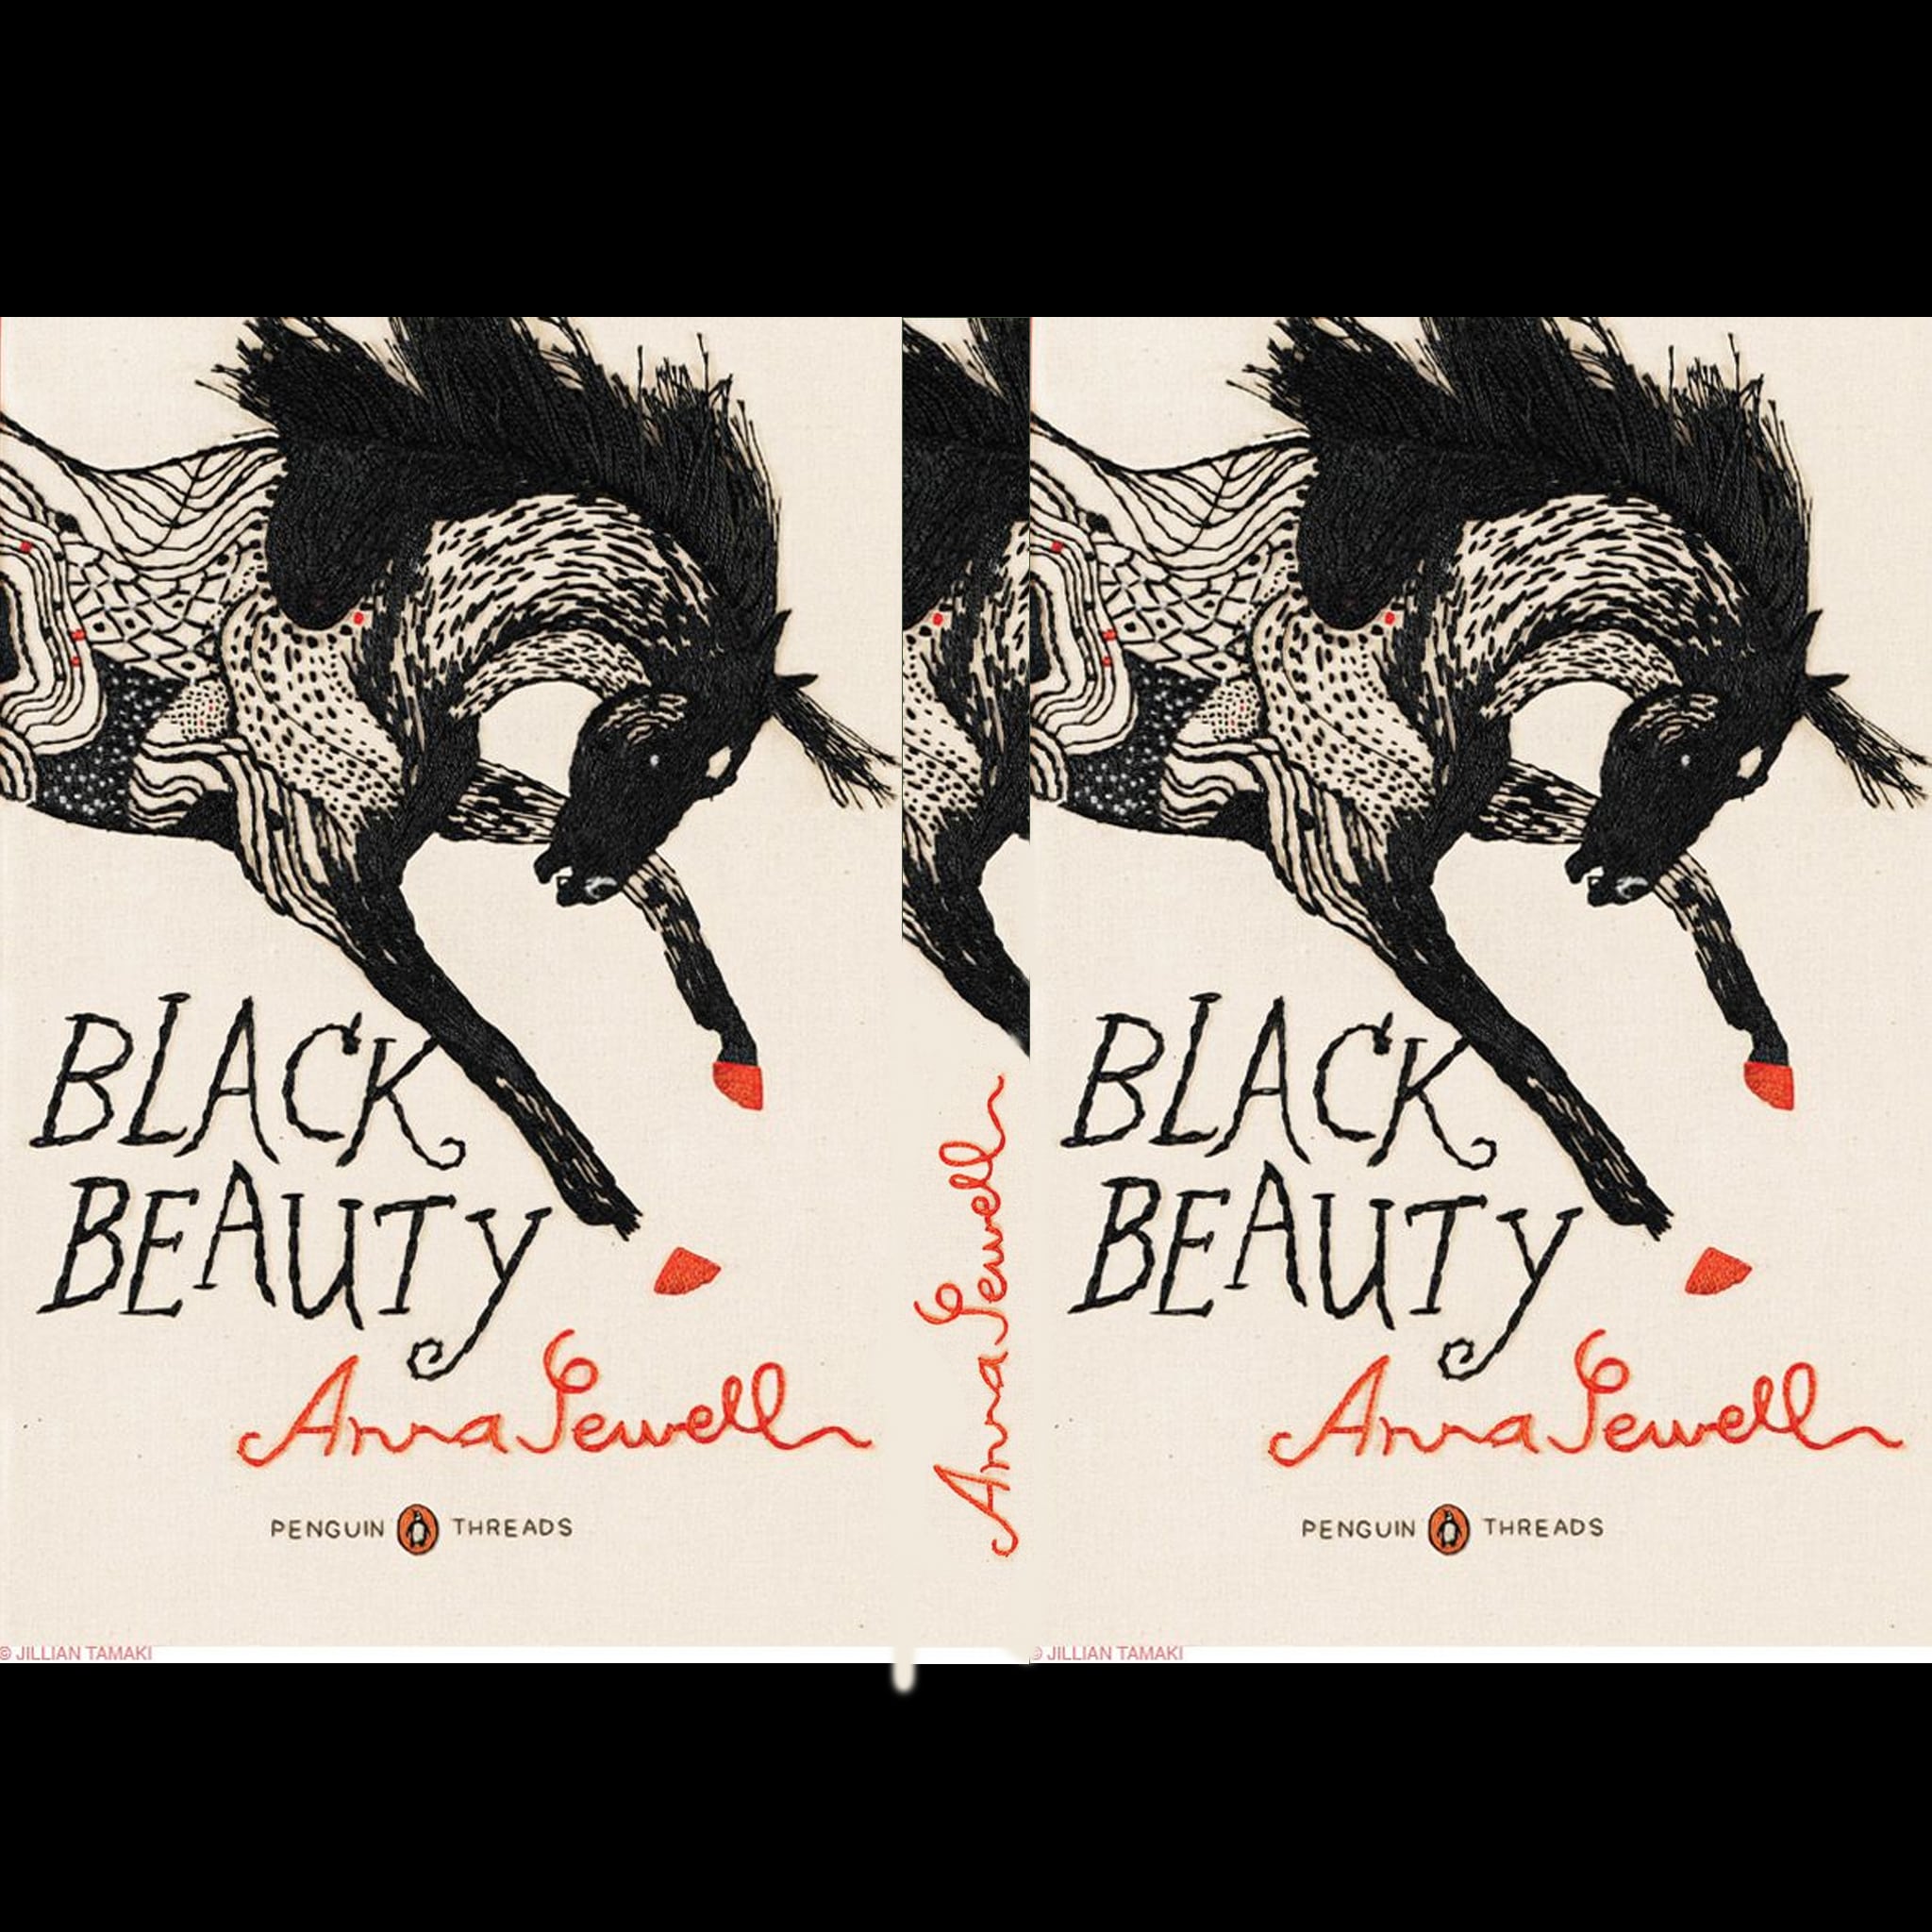 BLACK
BEAUTY
Anna Sewell
PENGUIN THREADS
© JILLIAN TAMAKI
Anna Sewell
BLACK
BEAUTY
Anna Sewell
PENGUIN THREADS
© JILLIAN TAMAKI